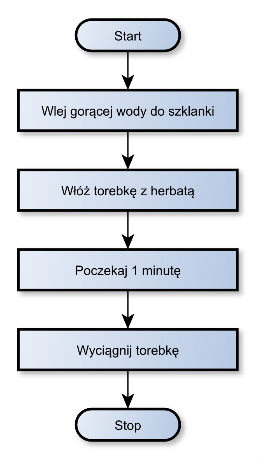 Start
Wlej gorącej wody do szklanki
Włóż torebkę z herbatą
Poczekaj 1 minutę
Wyciągnij torebkę
Stop